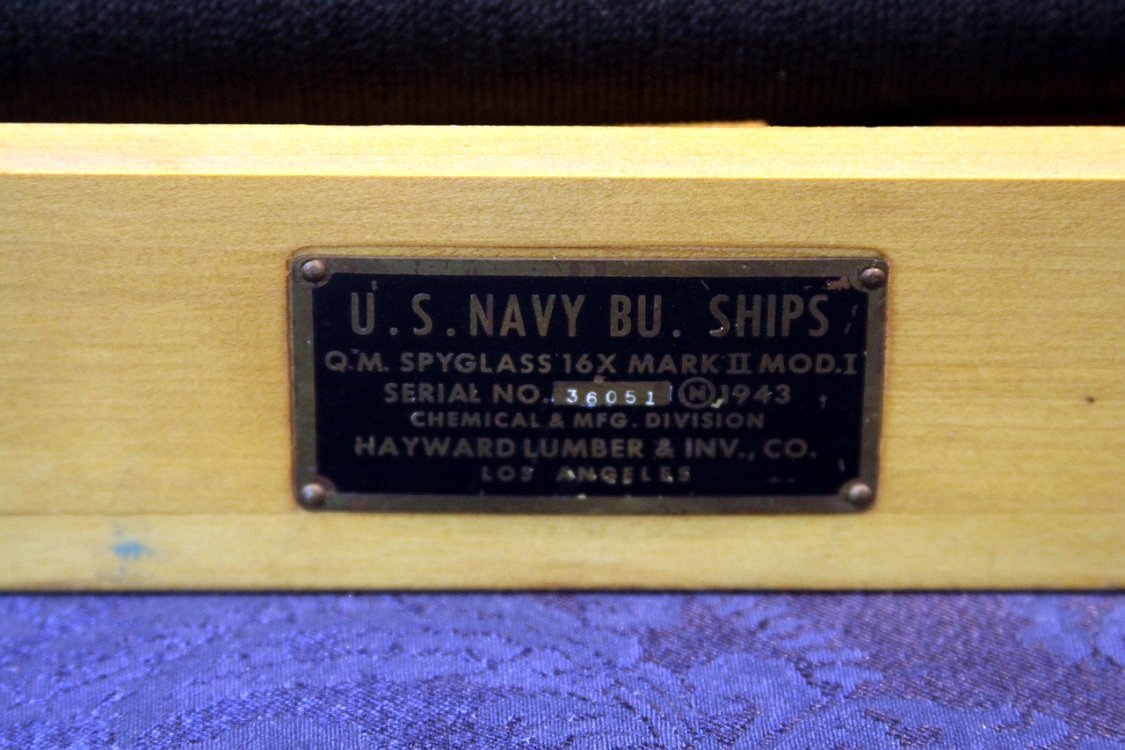 U.S. NAVY BU. SHIPS
Q.M. SPYGLASS 16X MARK II MOD.I
SERIAL NO. 36051 Ⓝ 1943
CHEMICAL & MFG. DIVISION
HAYWARD LUMBER & INV., CO.
LOS ANGELES